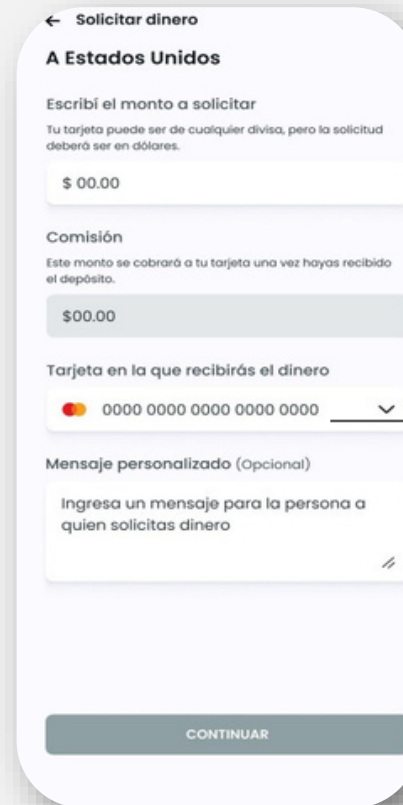 Solicitar dinero
A Estados Unidos
Escribí el monto a solicitar
Tu tarjeta puede ser de cualquier divisa, pero la solicitud
deberá ser en dólares.
$ 00.00
Comisión
Este monto se cobrará a tu tarjeta una vez hayas recibido
el depósito.
$00.00
Tarjeta en la que recibirás el dinero
0000 0000 0000 0000 0000
Mensaje personalizado (Opcional)
Ingresa un mensaje para la persona a
quien solicitas dinero
CONTINUAR